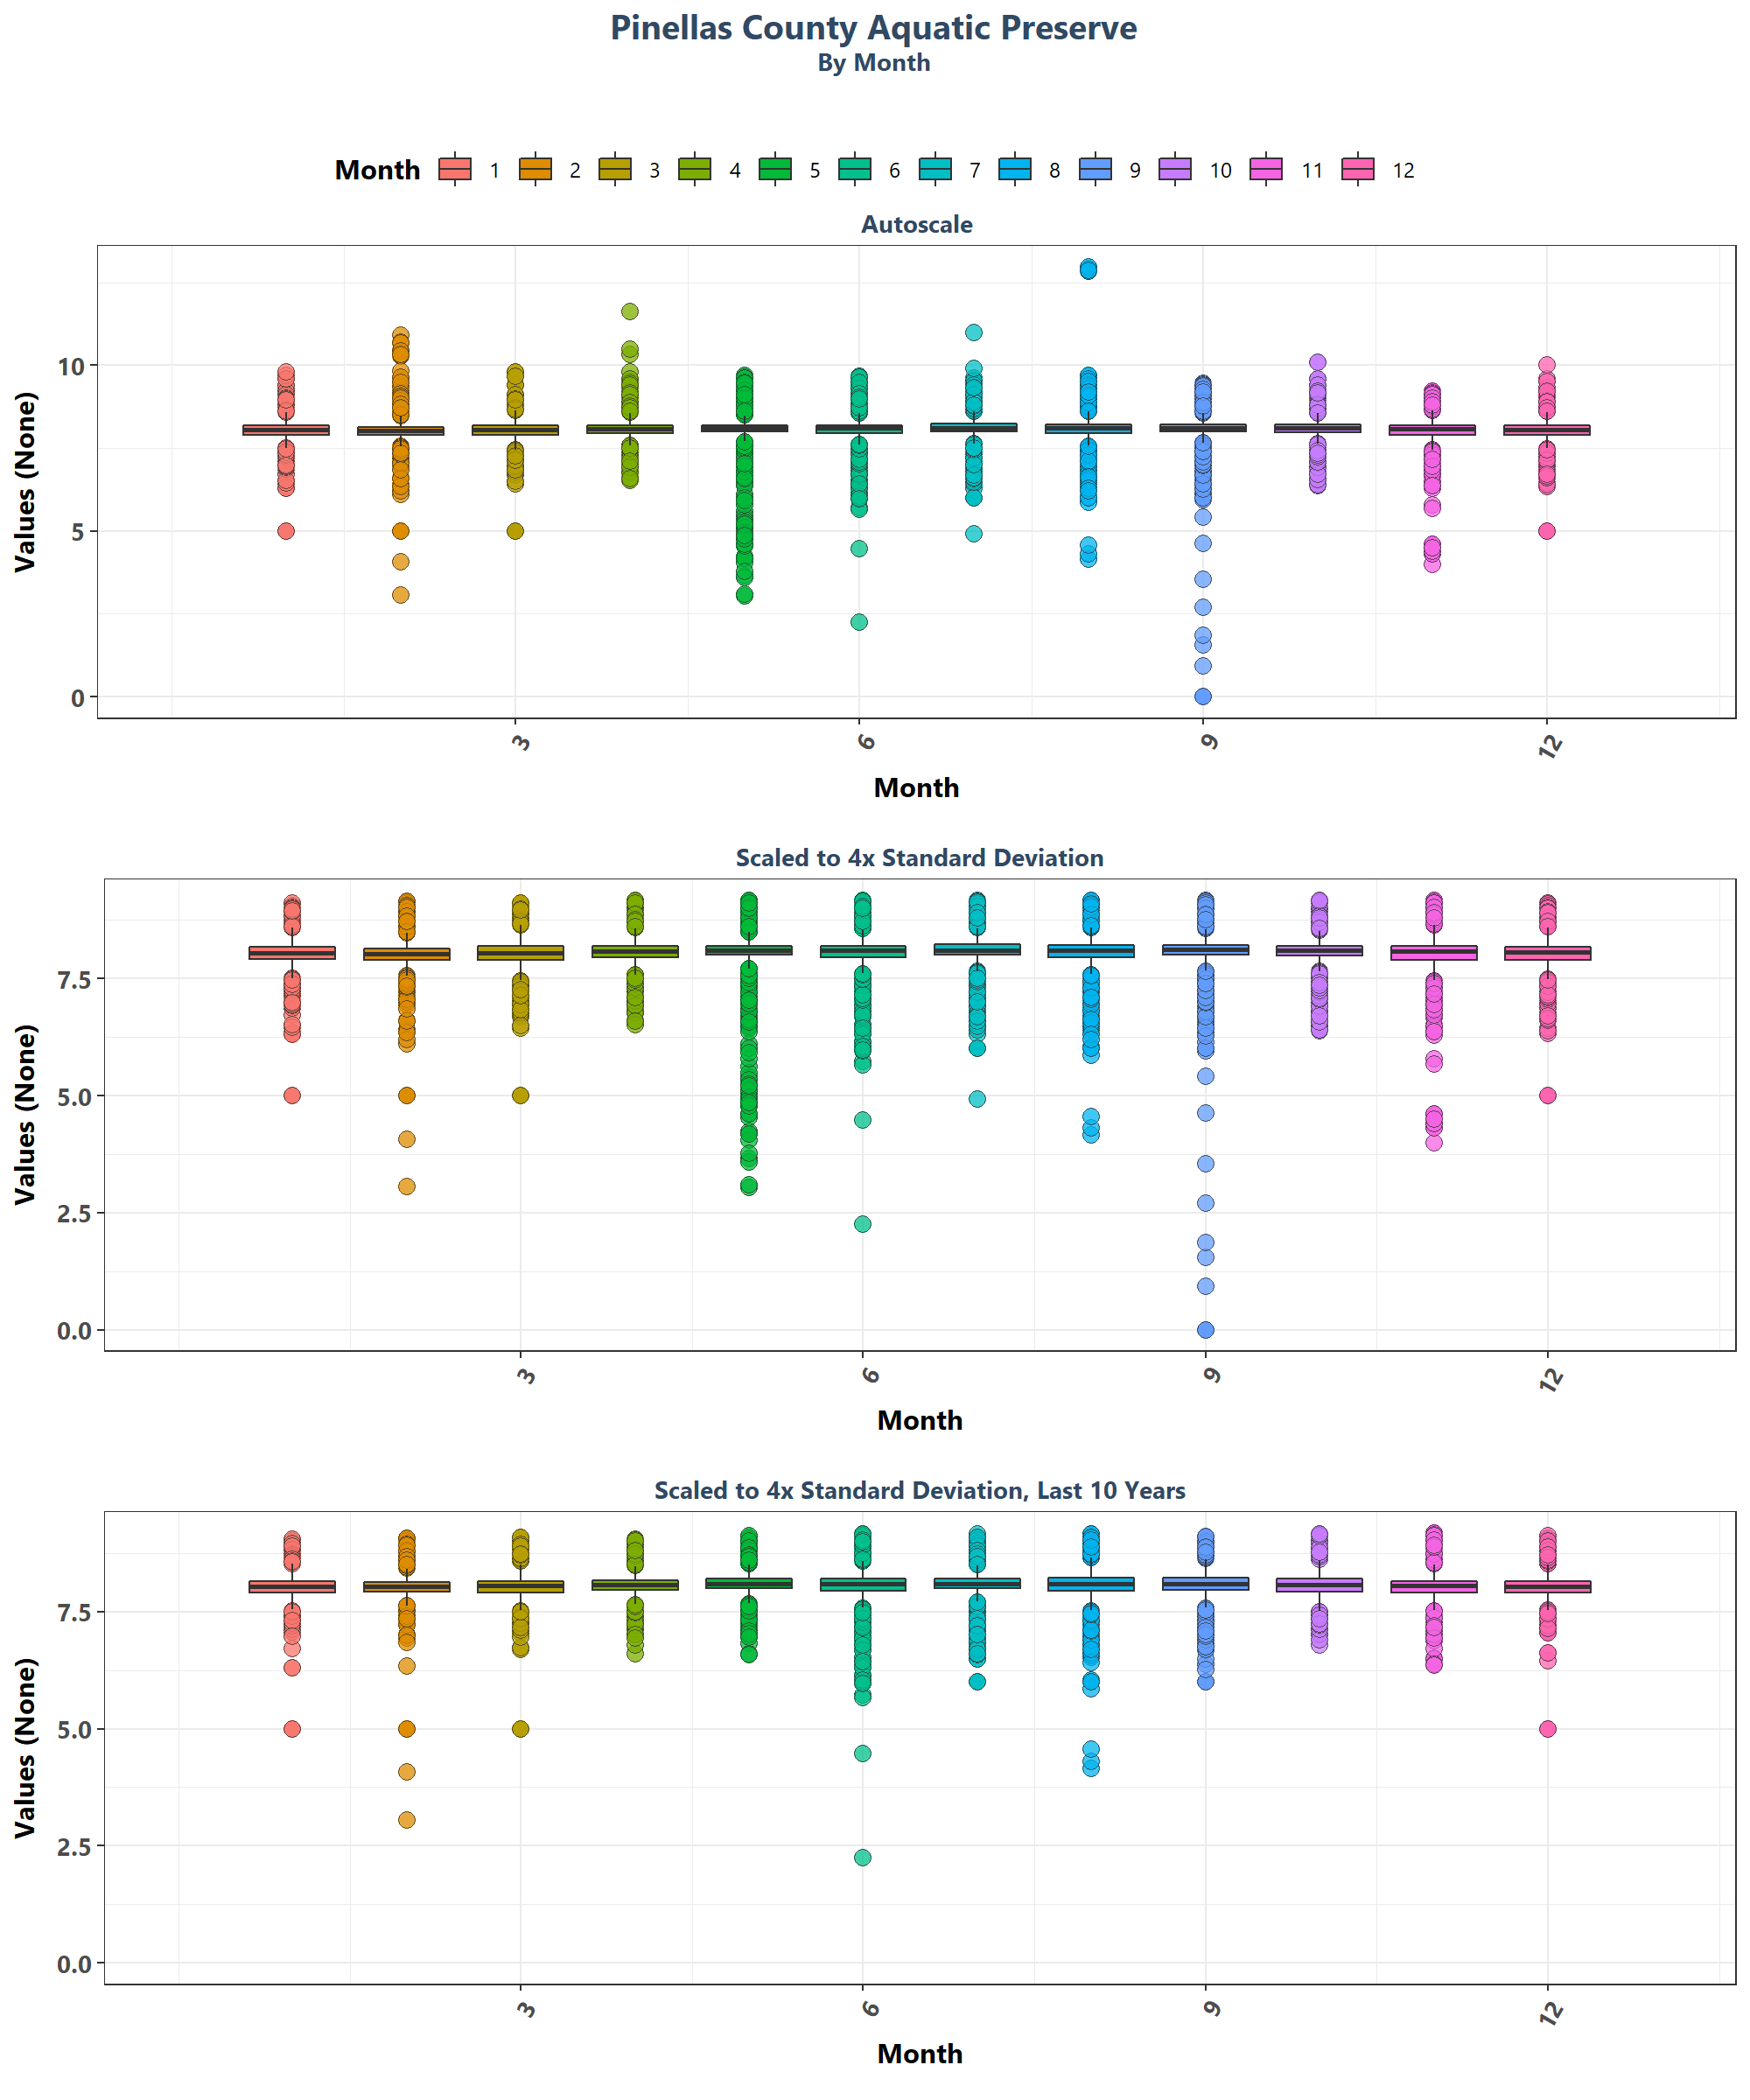 Pinellas County Aquatic Preserve
By Month
Month 1 2 3 4 5 6 7 8 9 10 11 12
Autoscale
Values (None)
10
5
0
3 6 9 12
Month
Scaled to 4x Standard Deviation
Values (None)
7.5
5.0
2.5
0.0
3 6 9 12
Month
Scaled to 4x Standard Deviation, Last 10 Years
Values (None)
7.5
5.0
2.5
0.0
3 6 9 12
Month